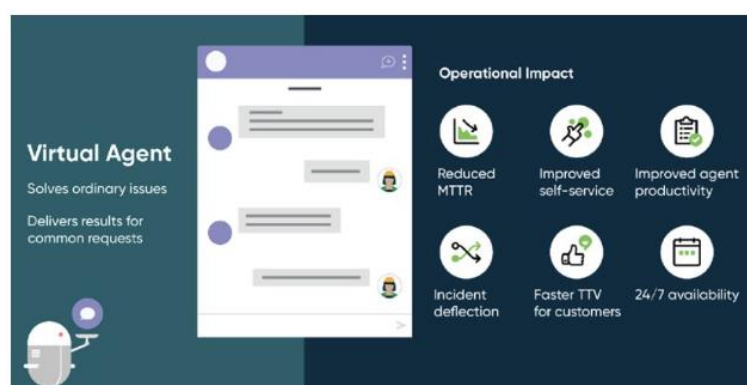 Virtual Agent
Solves ordinary issues
Delivers results for
common requests
Operational Impact
Reduced
MTTR
Improved
self-service
Improved agent
productivity
Incident
deflection
Faster TTV
for customers
24/7 availability